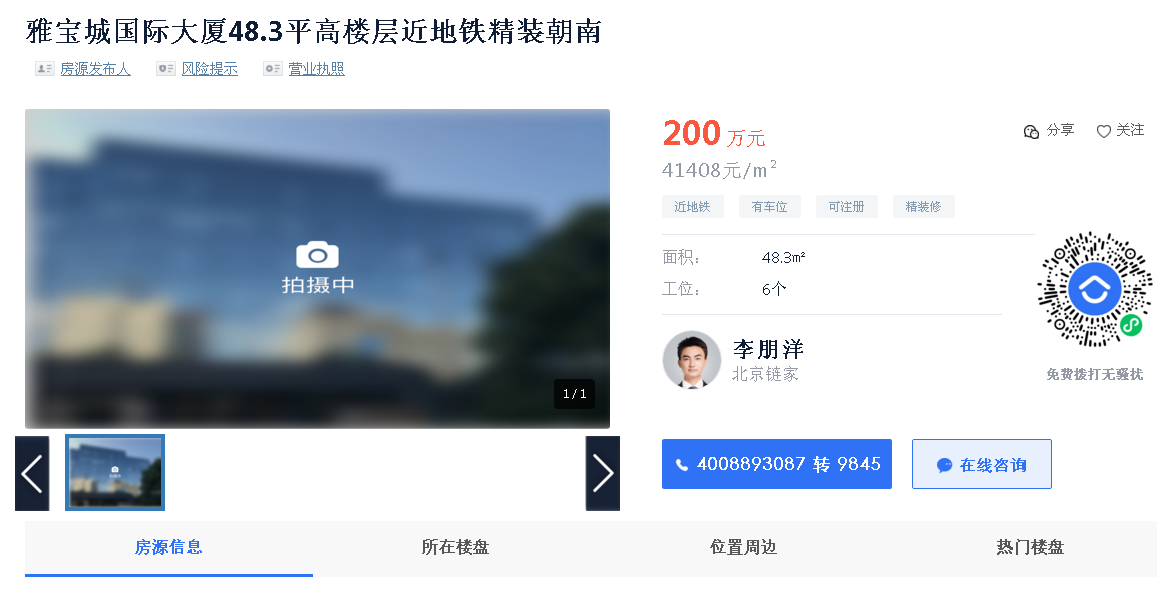 雅宝城国际大厦48.3平高楼层近地铁精装朝南
房源发布人 风险提示 营业执照
200 万元
分享 关注
41408元/m²
近地铁 有车位 可注册 精装修
面积： 48.3㎡
工位： 6个
拍摄中
1/1
李朋洋
北京链家
免费拨打无骚扰
4008893087 转 9845
在线咨询
拍摄中
房源信息 所在楼盘 位置周边 热门楼盘